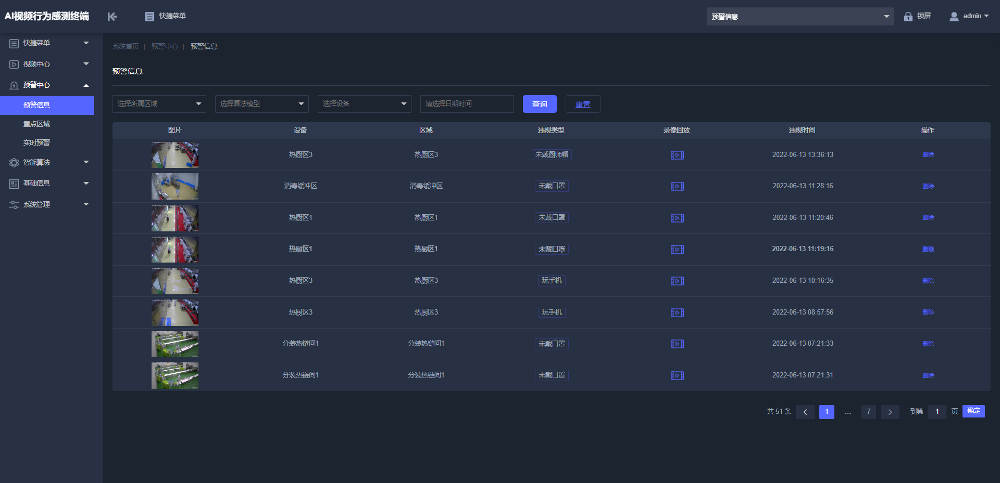 AI视频行为感测终端
快捷菜单
预警信息
锁屏
admin
快捷菜单
视频中心
预警中心
预警信息
重点区域
实时预警
智能算法
基础信息
系统管理
系统首页 | 预警中心 | 预警信息
预警信息
选择所属区域 选择算法模型 选择设备 请选择日期时间 查询 重置
图片 设备 区域 违规类型 录像回放 违规时间 操作
热厨区3 热厨区3 未戴厨师帽 2022-06-13 13:36:13 删除
消毒缓冲区 消毒缓冲区 未戴口罩 2022-06-13 11:28:16 删除
热厨区1 热厨区1 未戴口罩 2022-06-13 11:20:46 删除
热厨区1 热厨区1 未戴口罩 2022-06-13 11:19:16 删除
热厨区3 热厨区3 玩手机 2022-06-13 10:16:35 删除
热厨区3 热厨区3 玩手机 2022-06-13 08:57:56 删除
分装热链间1 分装热链间1 未戴口罩 2022-06-13 07:21:33 删除
分装热链间1 分装热链间1 未戴口罩 2022-06-13 07:21:31 删除
共 51 条 1 ... 7 到第 1 页 确定